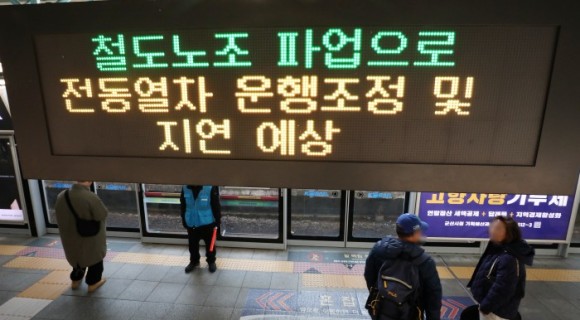 철도노조 파업으로
전동열차 운행조정 및
지연 예상
고향사랑기부제